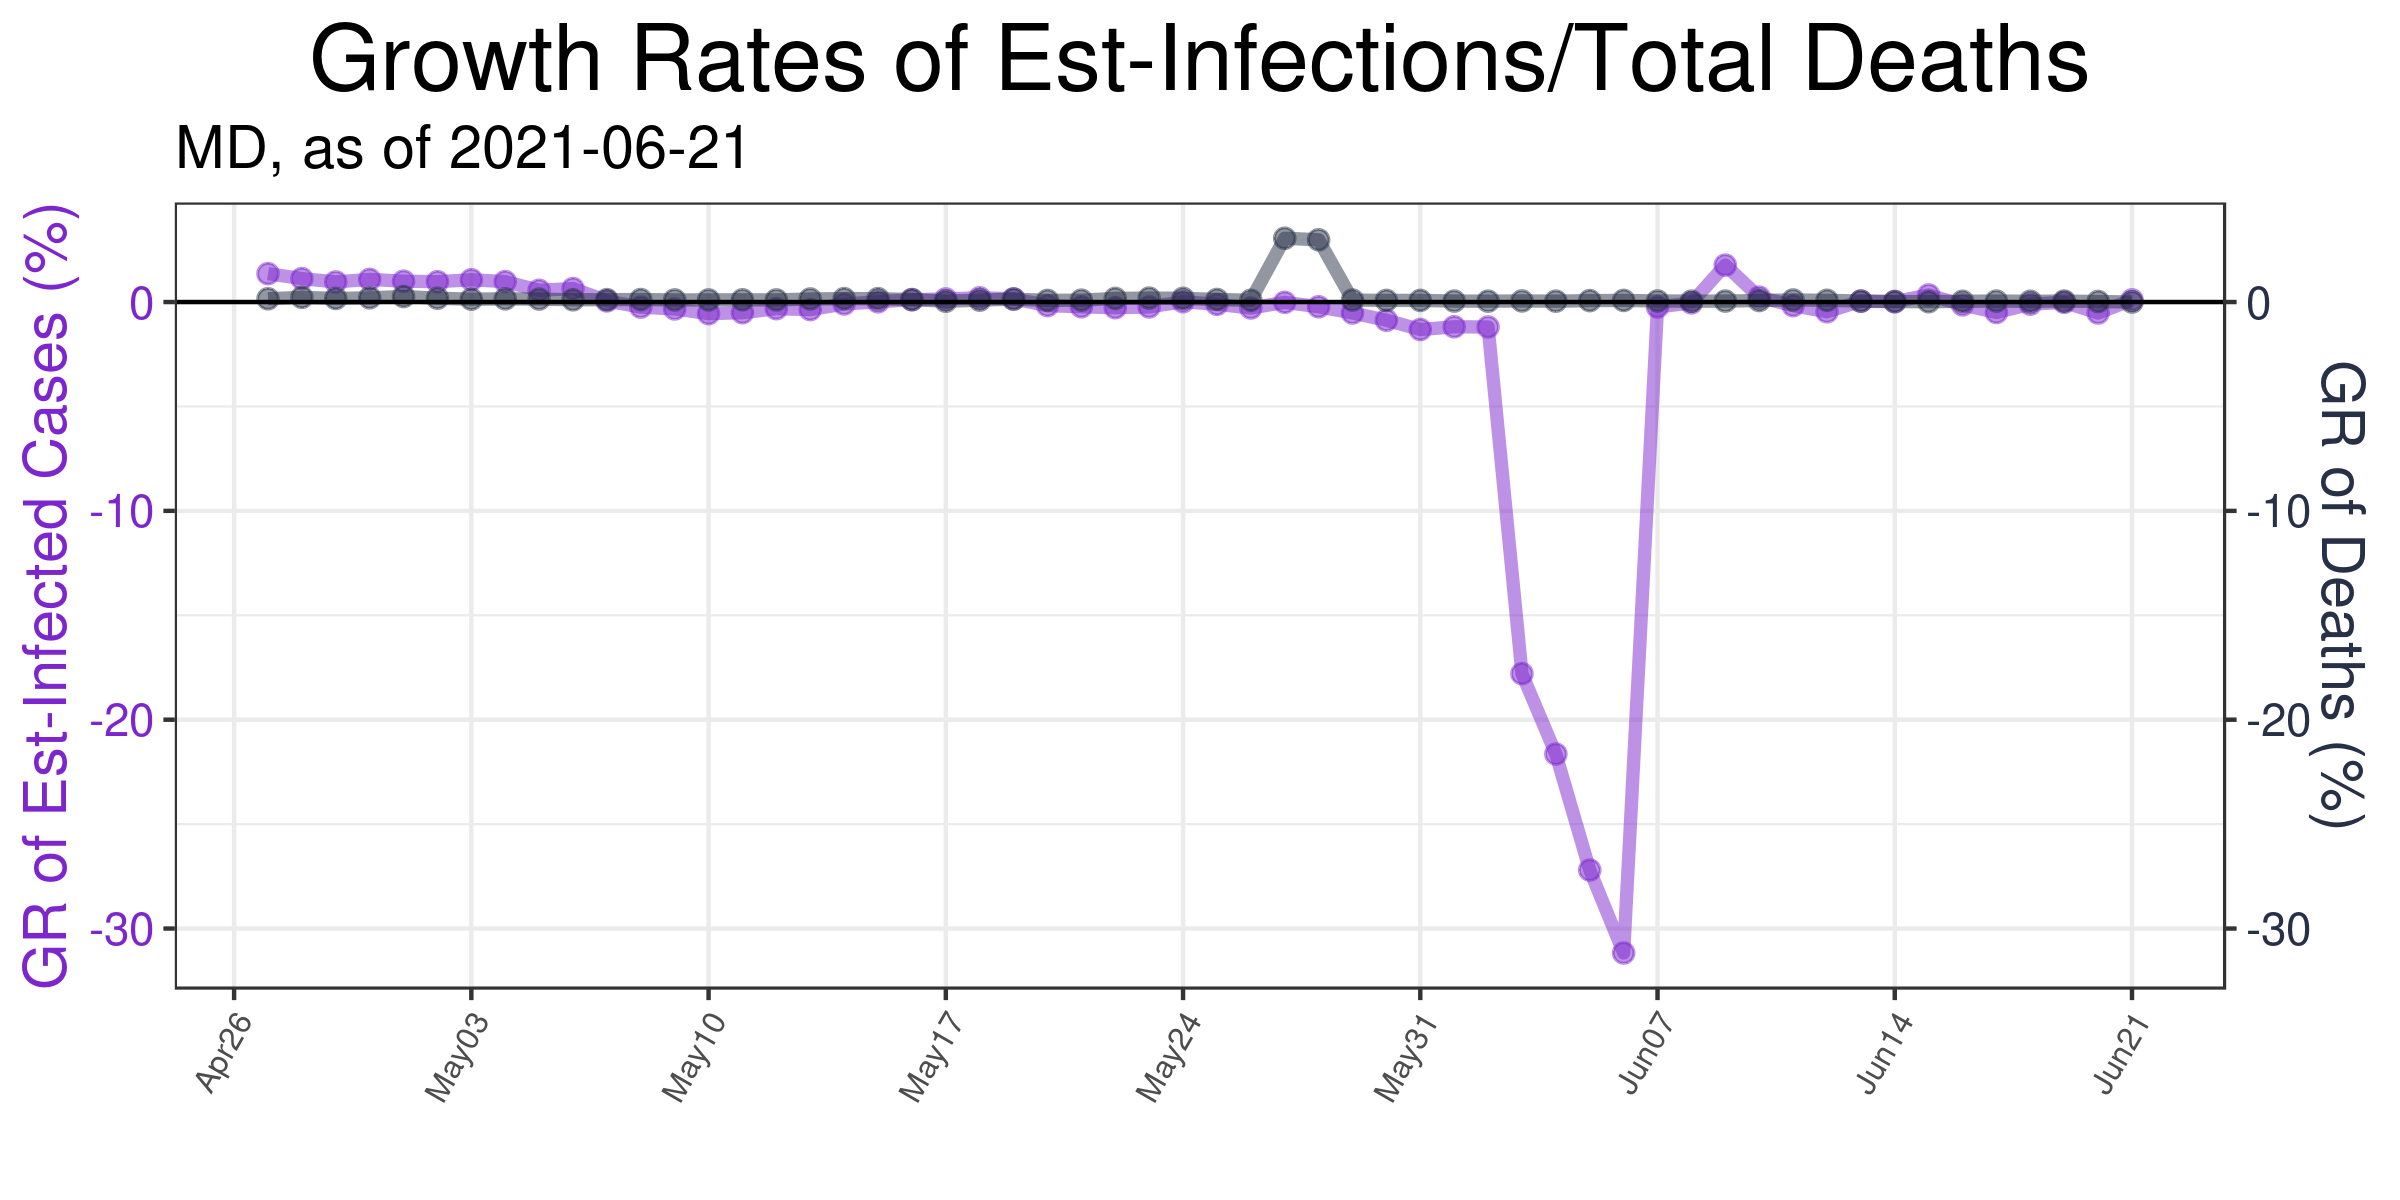 Growth Rates of Est-Infections/Total Deaths
MD, as of 2021-06-21
GR of Est-Infected Cases (%)
0
-10
-20
-30
0
-10
-20
-30
GR of Deaths (%)
Apr26
May03
May10
May17
May24
May31
Jun07
Jun14
Jun21